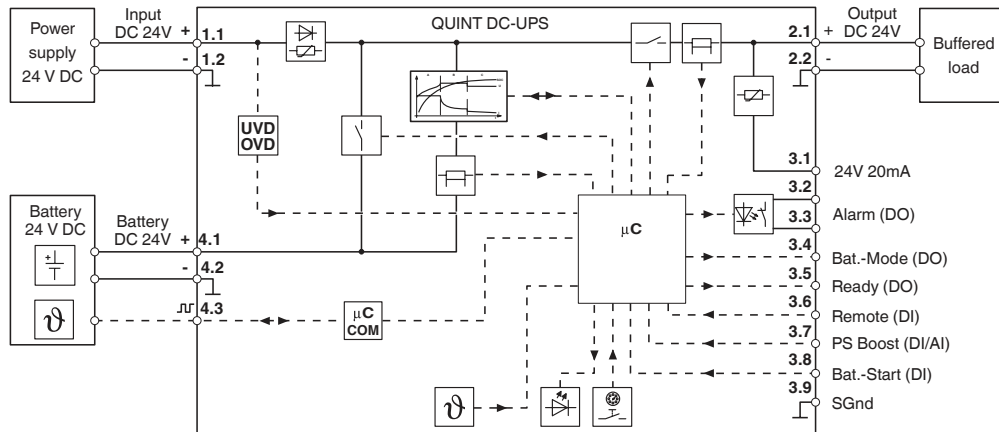 QUINT DC-UPS
Power
supply
24 V DC
Input
DC 24V
+
1.1
-
1.2
Output
+ DC 24V
2.1
2.2
-
Buffered
load
UVD
OVD
3.1
24V 20mA
3.2
3.3
Alarm (DO)
3.4
Bat.-Mode (DO)
3.5
Ready (DO)
3.6
Remote (DI)
3.7
PS Boost (DI/AI)
3.8
Bat.-Start (DI)
3.9
SGnd
µC
Battery
24 V DC
+
ϑ
Battery
DC 24V
+
4.1
-
4.2
4.3
µC
COM
ϑ